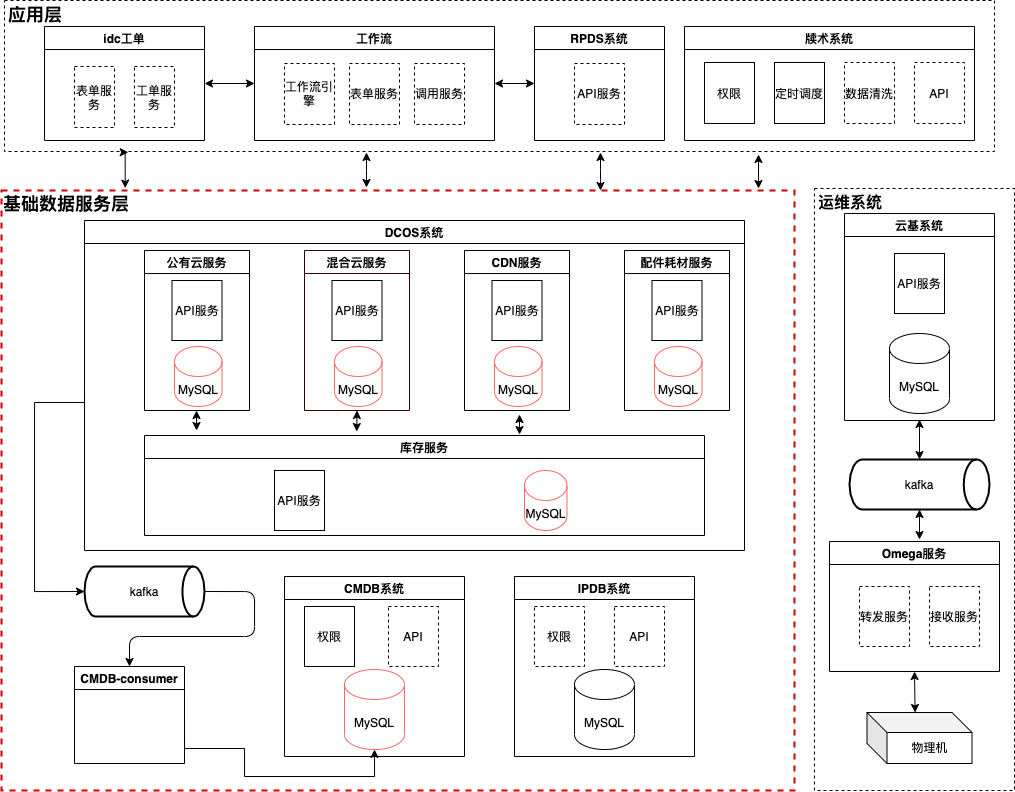 应用层
idc工单
表单服
务
工单服
务
工作流
工作流引
擎
表单服务
调用服务
RPDS系统
API服务
牍术系统
权限
定时调度
数据清洗
API
基础数据服务层
DCOS系统
公有云服务
API服务
MySQL
混合云服务
API服务
MySQL
CDN服务
API服务
MySQL
配件耗材服务
API服务
MySQL
库存服务
API服务
MySQL
kafka
CMDB-consumer
CMDB系统
权限
API
MySQL
IPDB系统
权限
API
MySQL
运维系统
云基系统
API服务
MySQL
kafka
Omega服务
转发服务
接收服务
物理机